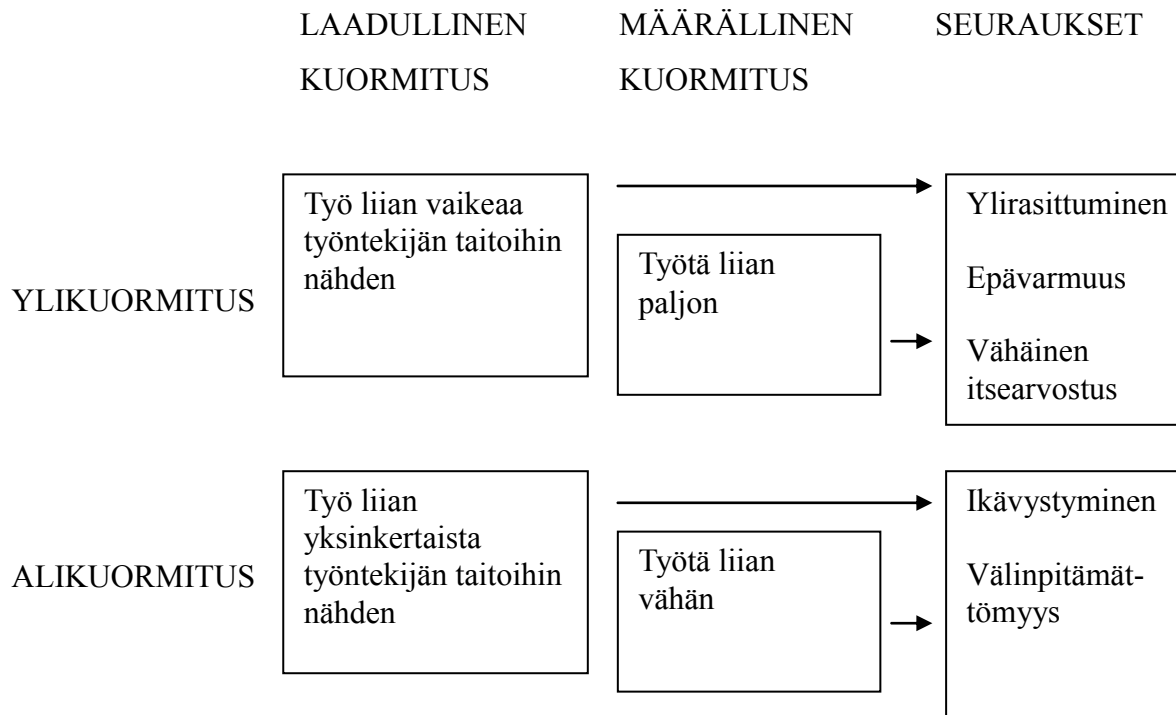 LAADULLINEN
KUORMITUS
MÄÄRÄLLINEN
KUORMITUS
SEURAUKSET
YLIKUORMITUS
Työ liian vaikeaa
työntekijän taitoihin
nähden
Työtä liian
paljon
Ylirasittuminen
Epävarmuus
Vähäinen
itsearvostus
ALIKUORMITUS
Työ liian
yksinkertaista
työntekijän taitoihin
nähden
Työtä liian
vähän
Ikävystyminen
Välinpitämät-
tömyys